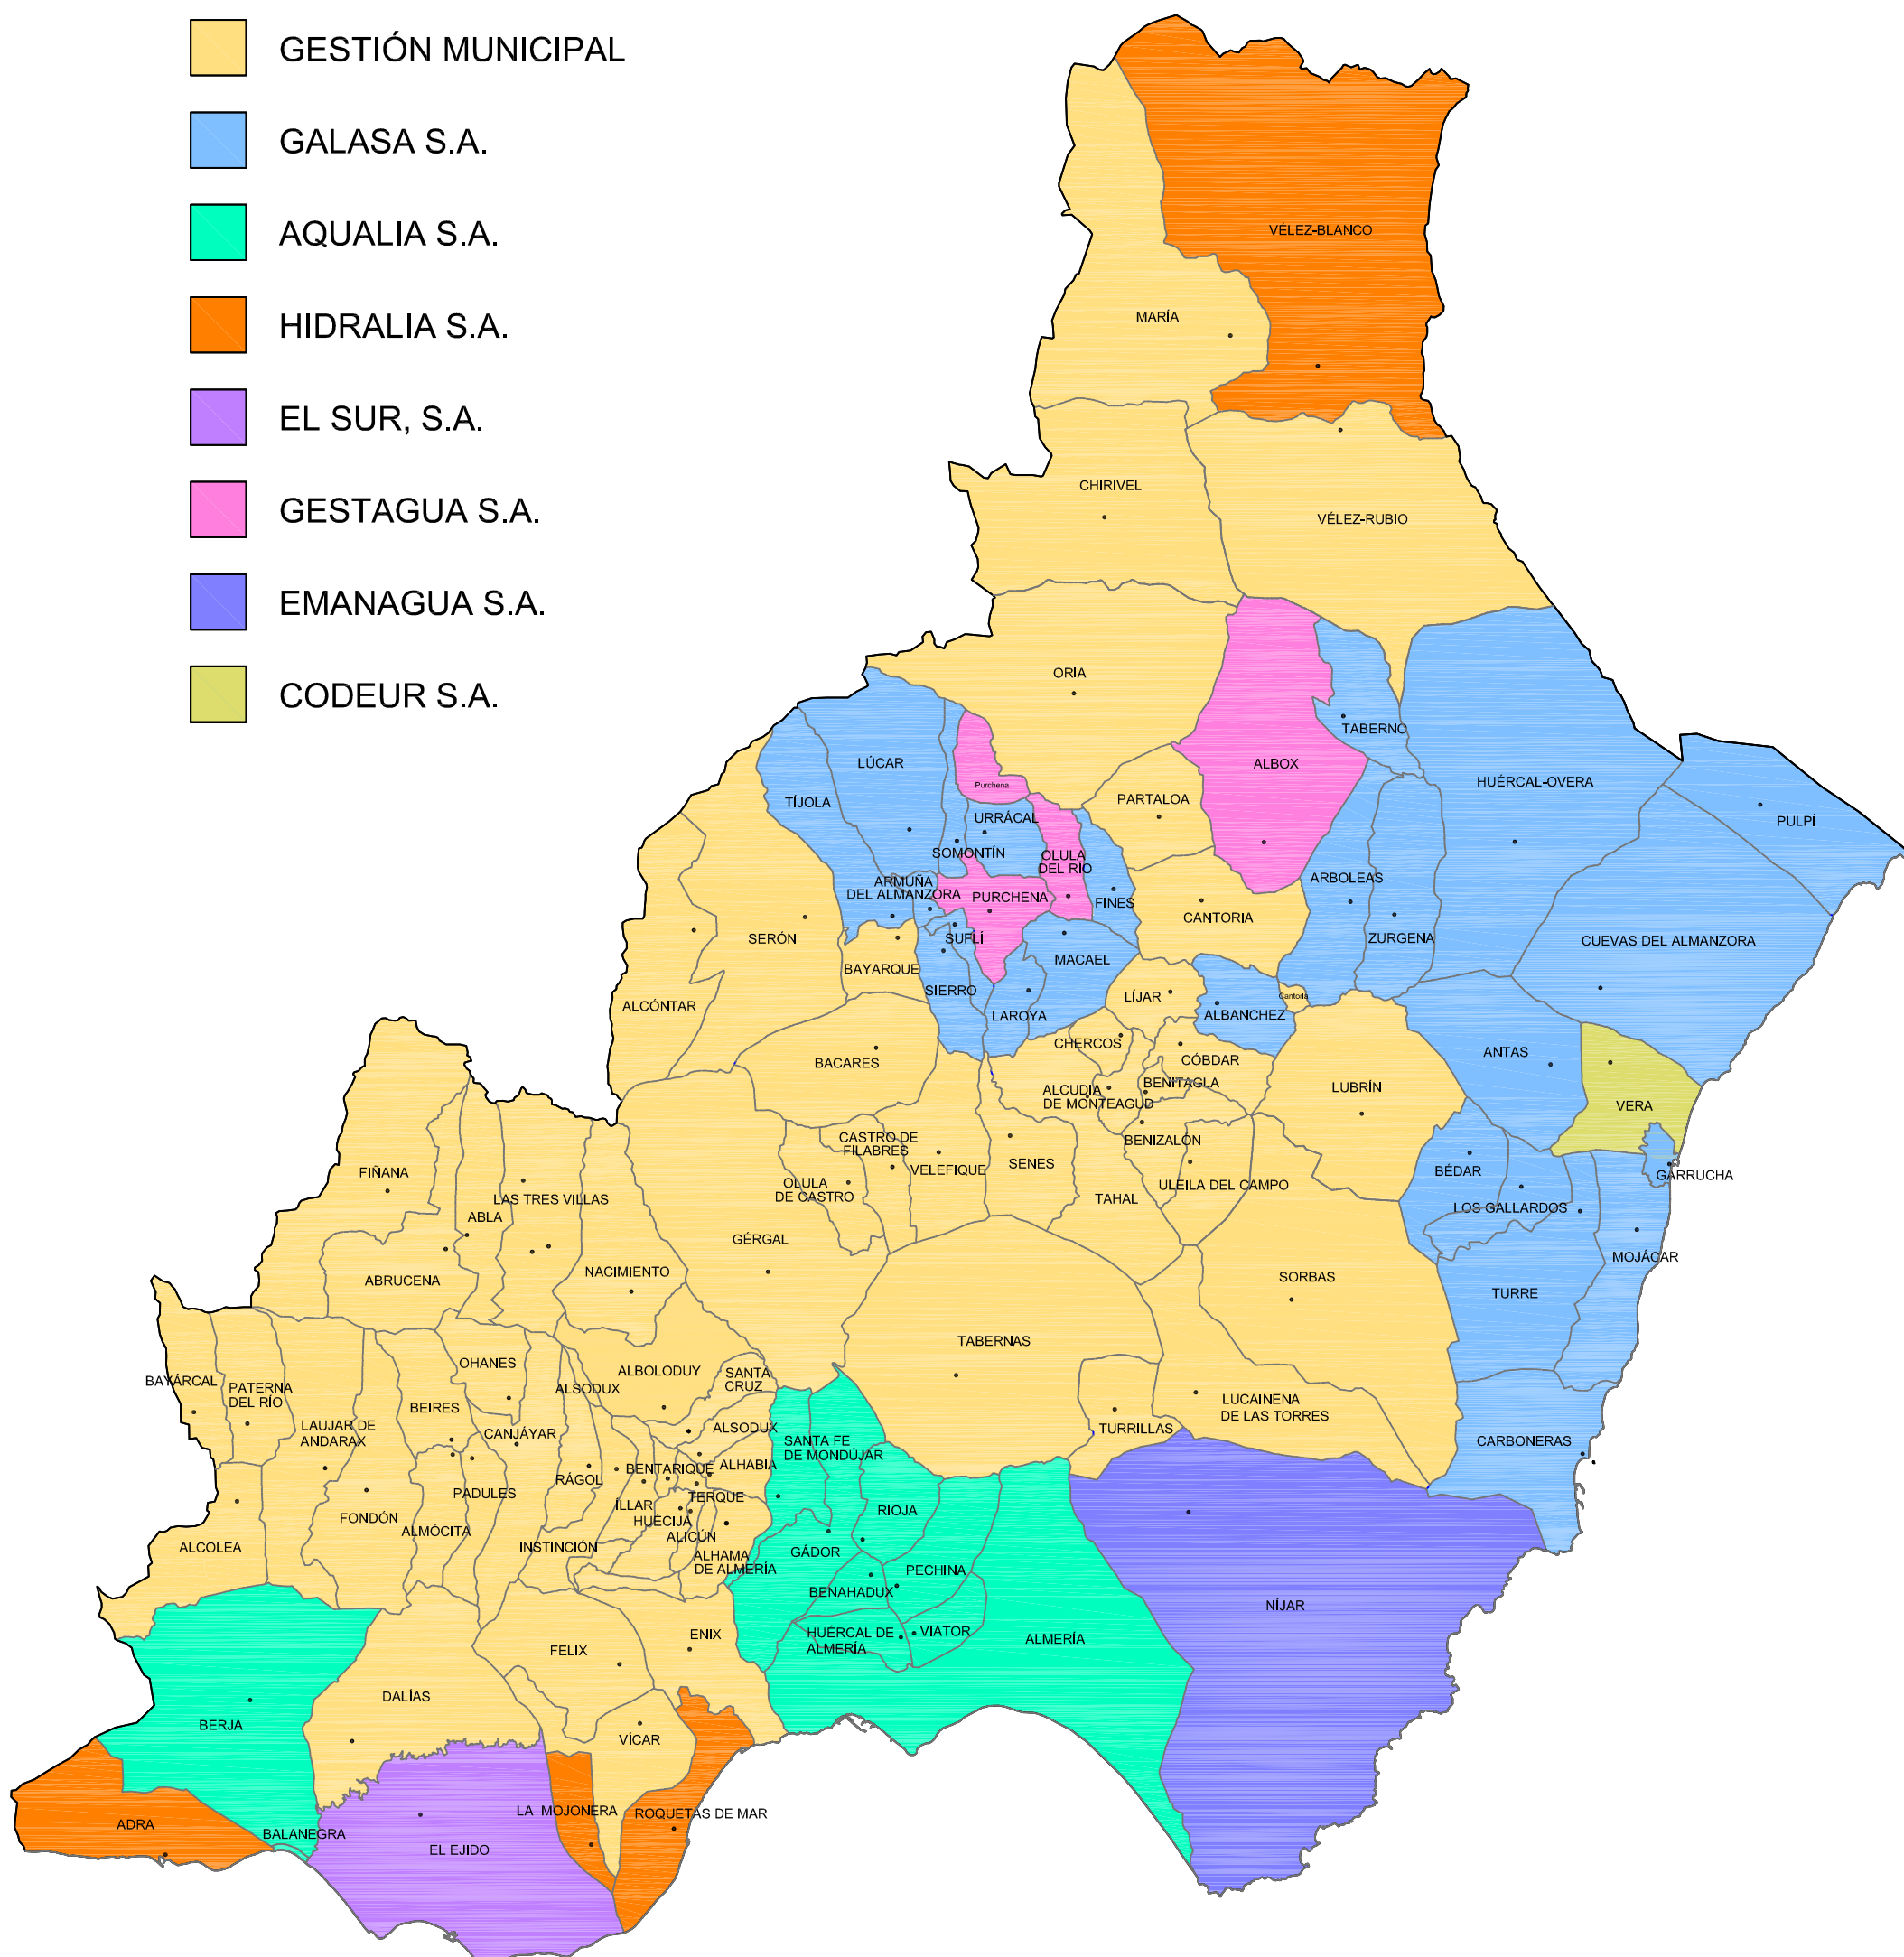 GESTIÓN MUNICIPAL
GALASA S.A.
AQUALIA S.A.
HIDRALIA S.A.
EL SUR, S.A.
GESTAGUA S.A.
EMANAGUA S.A.
CODEUR S.A.
VÉLEZ-BLANCO
MARÍA
CHIRIVEL
VÉLEZ-RUBIO
ORIA
TABERNO
LÚCAR
ALBOX
HUÉRCAL-OVERA
Purchena
TÍJOLA
PARTALOA
URRÁCAL
PULPÍ
SOMONTÍN
OLULA
DEL RÍO
ARMUÑA
DEL ALMANZORA
PURCHENA
FINES
ARBOLEAS
CANTORIA
SERÓN
SUFLÍ
ZURGENA
CUEVAS DEL ALMANZORA
BAYARQUE
MACAEL
SIERRO
LÍJAR
Cantoria
ALCÓNTAR
LAROYA
ALBANCHEZ
CHERCOS
ANTAS
BACARES
CÓBDAR
ALCUDIA
DE MONTEAGUD
BENITAGLA
LUBRÍN
VERA
CASTRO DE
FILABRES
BENIZALÓN
FIÑANA
VELEFIQUE
SENES
BÉDAR
GARRUCHA
OLULA
DE CASTRO
LAS TRES VILLAS
TAHAL
ULEILA DEL CAMPO
LOS GALLARDOS
ABLA
GÉRGAL
MOJÁCAR
NACIMIENTO
SORBAS
ABRUCENA
TURRE
TABERNAS
OHANES
ALBOLODUY
SANTA
CRUZ
BAYÁRCAL
PATERNA
DEL RÍO
ALSODUX
LUCAINENA
DE LAS TORRES
BEIRES
LAUJAR DE
ANDARAX
CANJÁYAR
ALSODUX
TURRILLAS
SANTA FE
DE MONDÚJAR
CARBONERAS
BENTARIQUE
ALHABIA
RÁGOL
PADULES
TERQUE
ÍLLAR
RIOJA
FONDÓN
HUÉCIJA
ALMÓCITA
ALICÚN
ALCOLEA
INSTINCIÓN
GÁDOR
ALHAMA
DE ALMERÍA
PECHINA
BENAHADUX
NÍJAR
HUÉRCAL DE
ALMERÍA
VIATOR
ALMERÍA
ENIX
FELIX
DALÍAS
BERJA
VÍCAR
LA MOJONERA
ROQUETAS DE MAR
ADRA
BALANEGRA
EL EJIDO